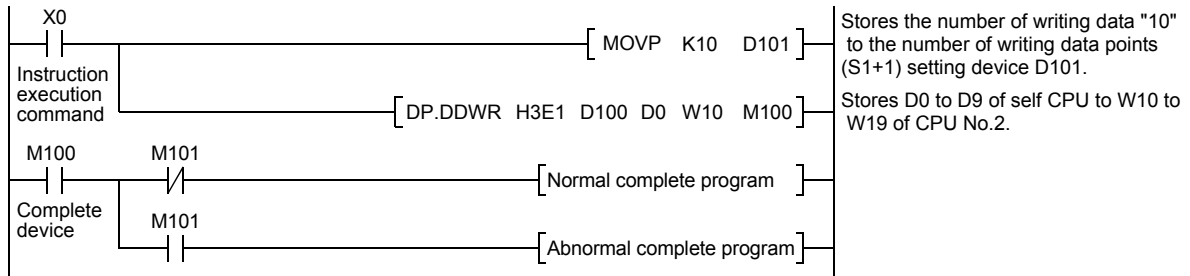 X0
MOVP K10 D101
Stores the number of writing data "10"
to the number of writing data points
(S1+1) setting device D101.
Instruction
execution
command
DP.DDWR H3E1 D100 D0 W10 M100
Stores D0 to D9 of self CPU to W10 to
W19 of CPU No.2.
M100 M101
Normal complete program
Complete
device
M101
Abnormal complete program